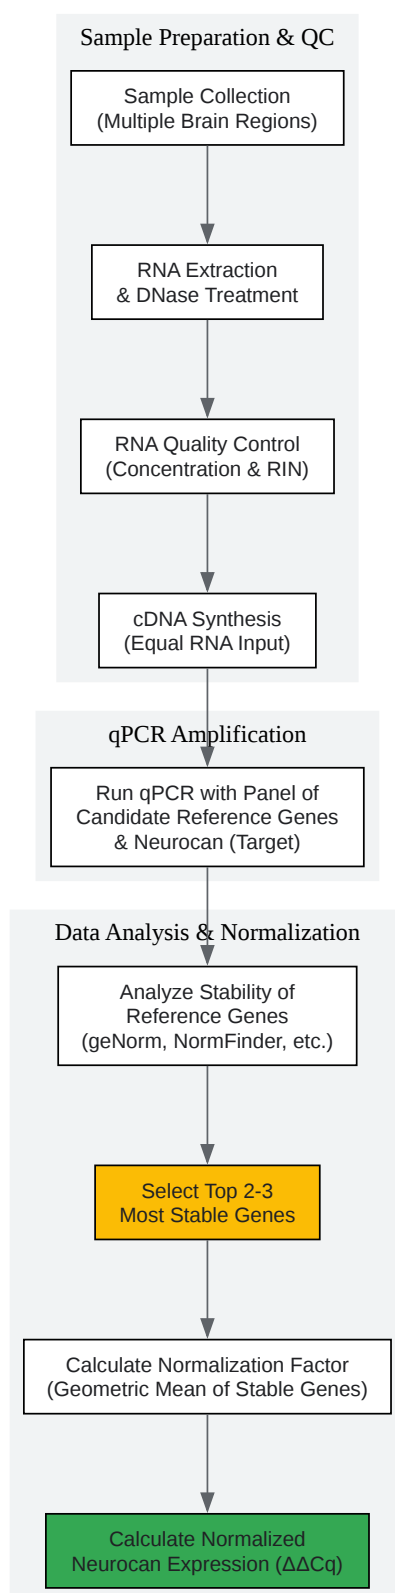 Sample Preparation & QC
Sample Collection
(Multiple Brain Regions)
RNA Extraction
& DNase Treatment
RNA Quality Control
(Concentration & RIN)
cDNA Synthesis
(Equal RNA Input)
qPCR Amplification
Run qPCR with Panel of
Candidate Reference Genes
& Neurocan (Target)
Data Analysis & Normalization
Analyze Stability of
Reference Genes
(geNorm, NormFinder, etc.)
Select Top 2-3
Most Stable Genes
Calculate Normalization Factor
(Geometric Mean of Stable Genes)
Calculate Normalized
Neurocan Expression (ΔΔCq)